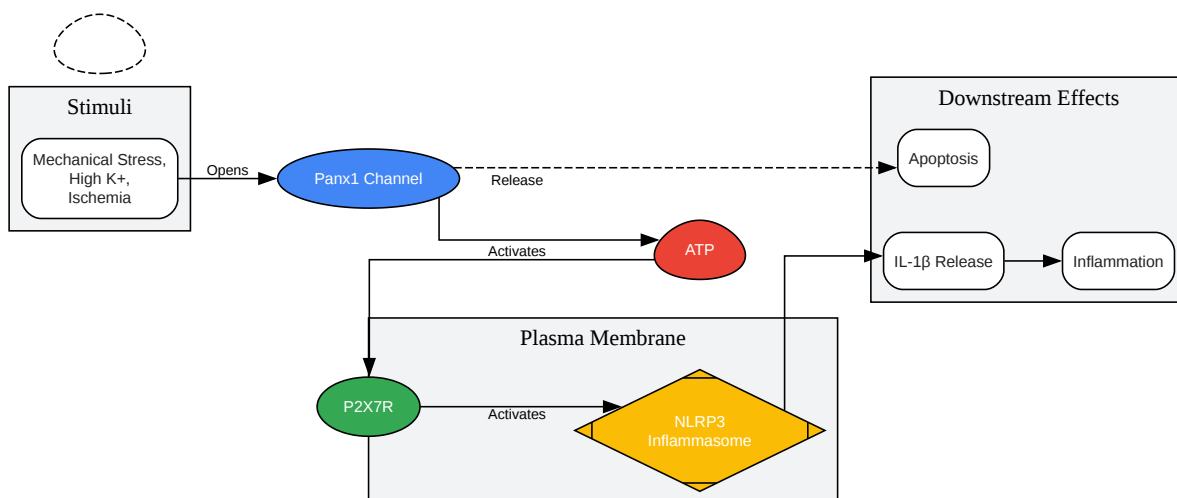 Stimuli
Mechanical Stress,
High K+,
Ischemia
Opens
Panx1 Channel
Release
Downstream Effects
Apoptosis
ATP
Activates
IL-1β Release
Inflammation
Plasma Membrane
P2X7R
Activates
NLRP3
Inflammasome